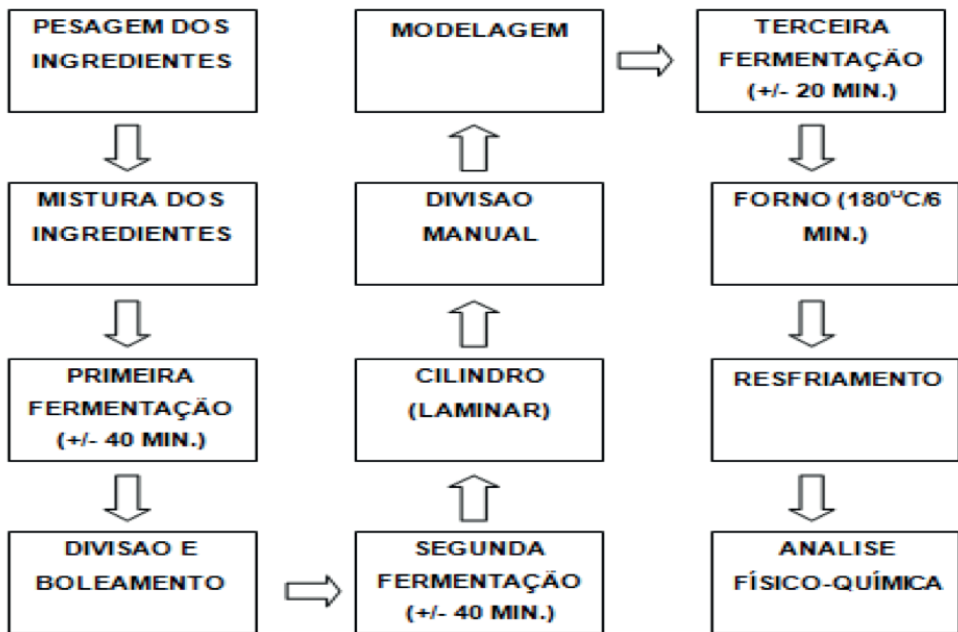 PESAGEM DOS
INGREDIENTES
MISTURA DOS
INGREDIENTES
PRIMEIRA
FERMENTAÇÃO
(+/- 40 MIN.)
DIVISAO E
BOLEAMENTO
SEGUNDA
FERMENTAÇÃO
(+/- 40 MIN.)
CILINDRO
(LAMINAR)
DIVISAO
MANUAL
MODELAGEM
TERCEIRA
FERMENTAÇÃO
(+/- 20 MIN.)
FORNO (180ºC/6
MIN.)
RESFRIAMENTO
ANALISE
FÍSICO-QUÍMICA